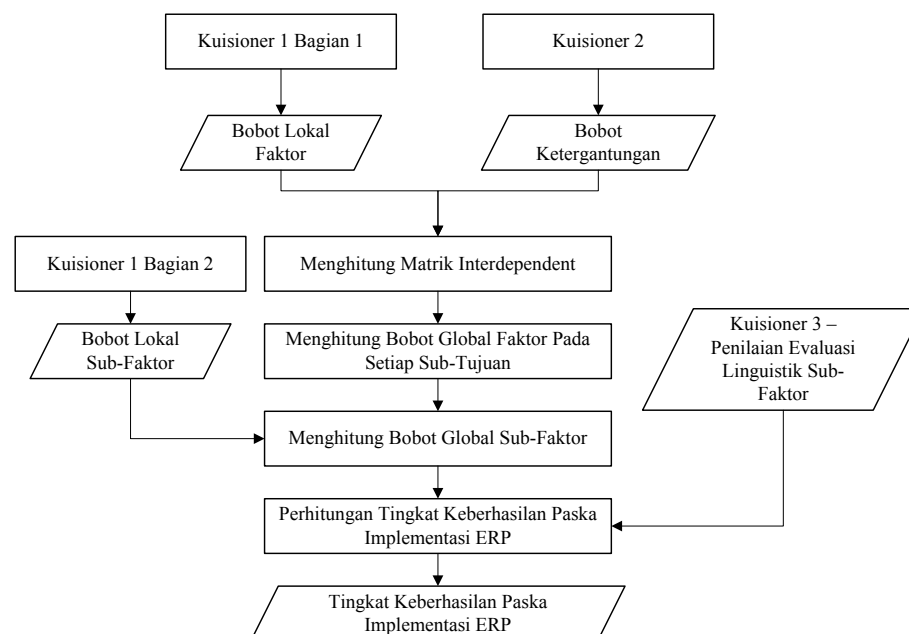 Kuisioner 1 Bagian 1
Kuisioner 2
Bobot Lokal
Faktor
Bobot
Ketergantungan
Kuisioner 1 Bagian 2
Menghitung Matrik Interdependent
Bobot Lokal
Sub-Faktor
Menghitung Bobot Global Faktor Pada
Setiap Sub-Tujuan
Kuisioner 3 –
Penilaian Evaluasi
Linguistik Sub-
Faktor
Menghitung Bobot Global Sub-Faktor
Perhitungan Tingkat Keberhasilan Paska
Implementasi ERP
Tingkat Keberhasilan Paska
Implementasi ERP